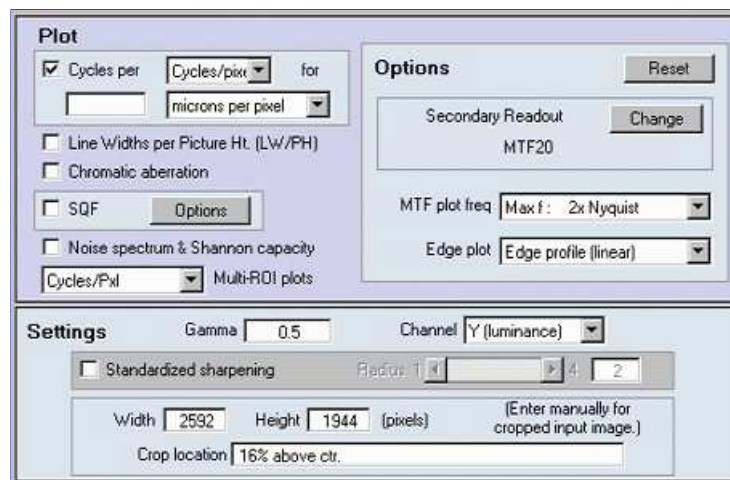 Plot
Cycles per Cycles/pixe for
microns per pixel
Line Widths per Picture Ht. (LW/PH)
Chromatic aberration
SQF Options
Noise spectrum & Shannon capacity
Cycles/Pxl Multi-ROI plots
Options Reset
Secondary Readout Change
MTF20
MTF plot freq Max f : 2x Nyquist
Edge plot Edge profile (linear)
Settings Gamma 0.5 Channel Y (luminance)
Standardized sharpening Radius: 1 4 2
Width 2592 Height 1944 (pixels) (Enter manually for
cropped input image.)
Crop location 16% above ctr.